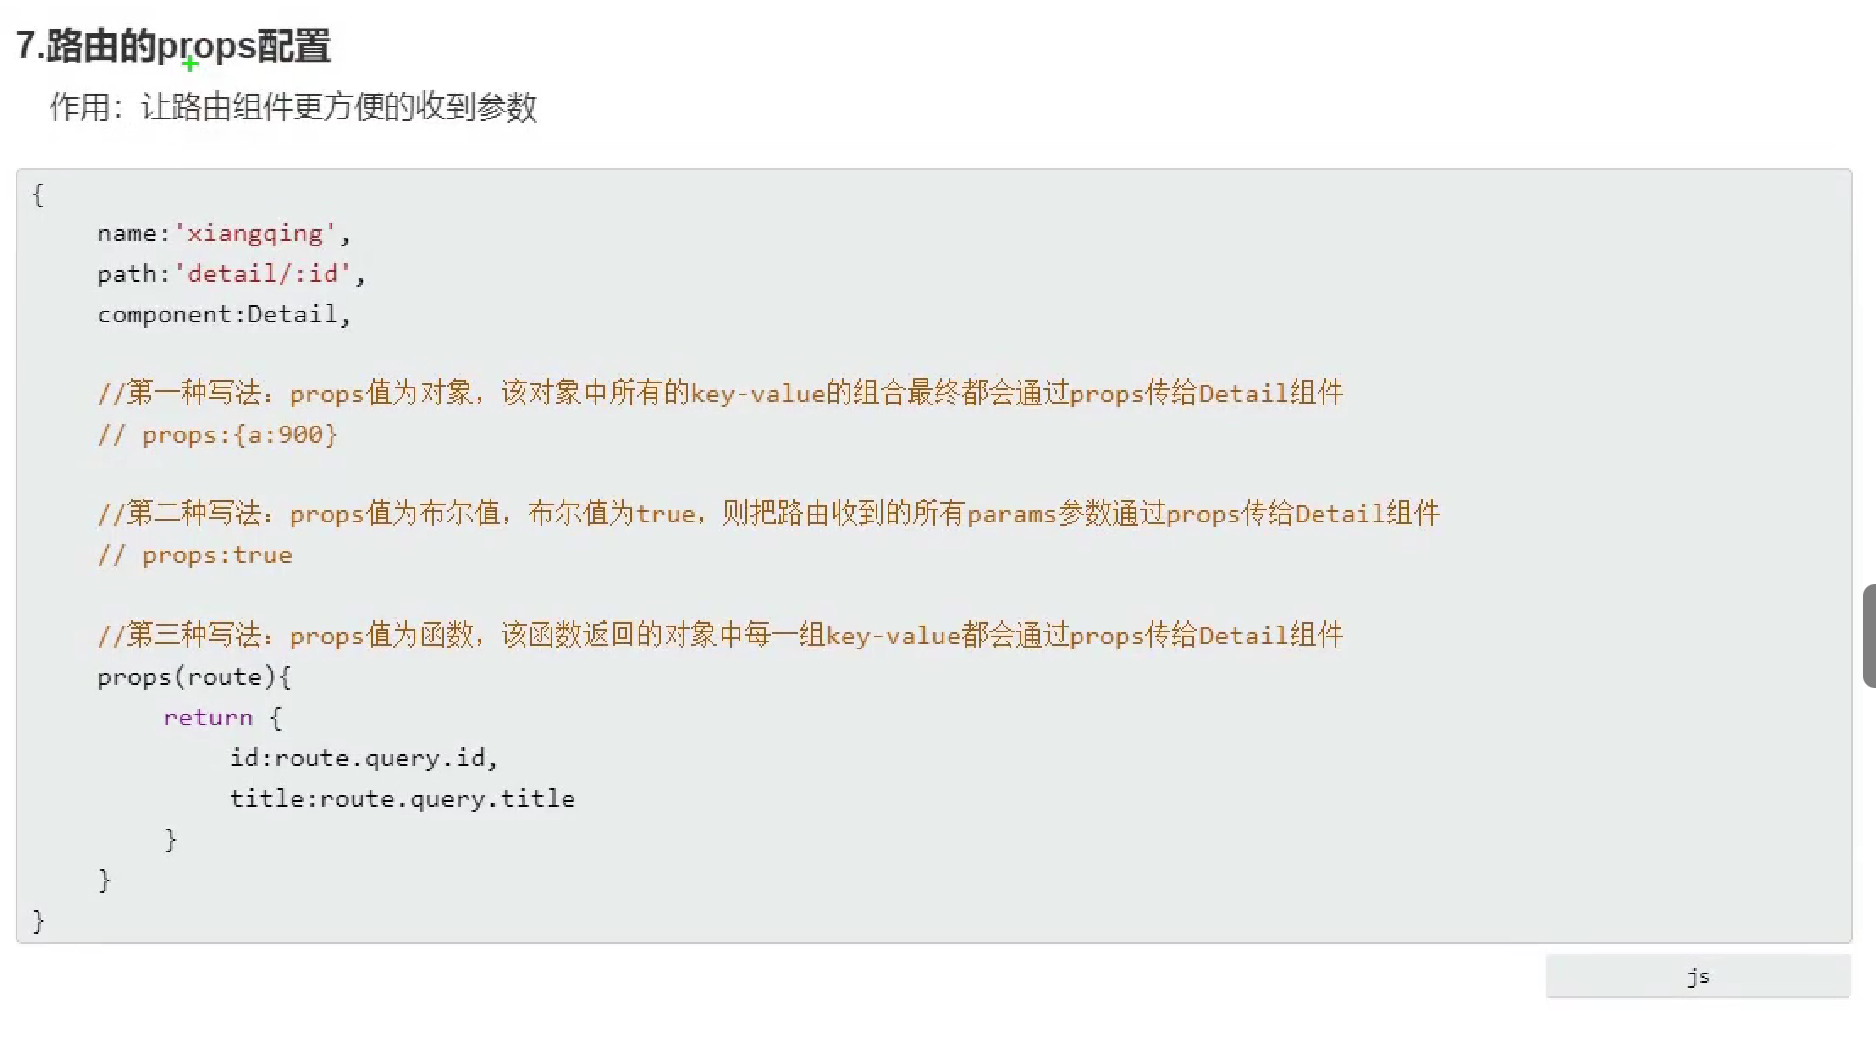 7.路由的props配置
作用：让路由组件更方便的收到参数
{
name:'xiangqing',
path:'detail/:id',
component:Detail,
//第一种写法：props值为对象，该对象中所有的key-value的组合最终都会通过props传给Detail组件
// props:{a:900}
//第二种写法：props值为布尔值，布尔值为true，则把路由收到的所有params参数通过props传给Detail组件
// props:true
//第三种写法：props值为函数，该函数返回的对象中每一组key-value都会通过props传给Detail组件
props(route){
return {
id:route.query.id,
title:route.query.title
}
}
}
js